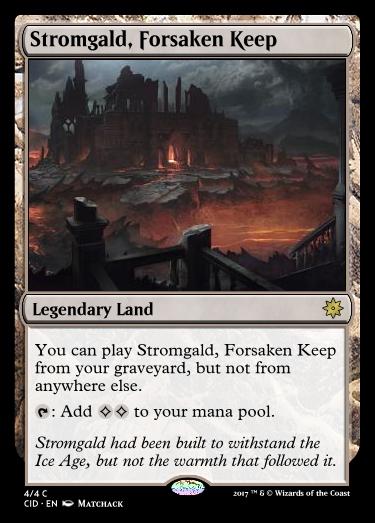 Stromgald, Forsaken Keep
Legendary Land
You can play Stromgald, Forsaken Keep
from your graveyard, but not from
anywhere else.
: Add to your mana pool.
Stromgald had been built to withstand the
Ice Age, but not the warmth that followed it.
4/4 C
CID • EN Matchack
2017 ™ & © Wizards of the Coast